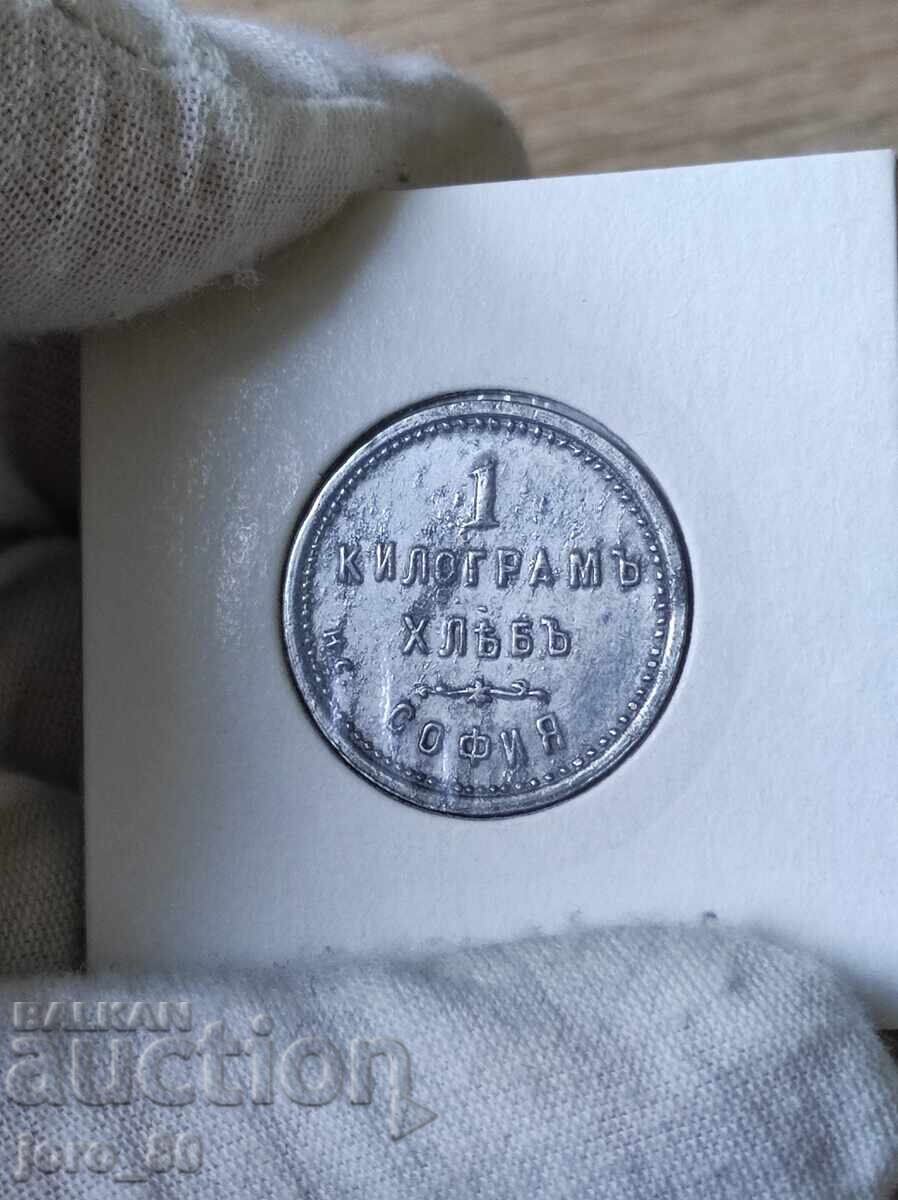 1
КИЛОГРАМЪ
ХЛѢБЪ
СОФИЯ
BALKAN
auction
joro_80